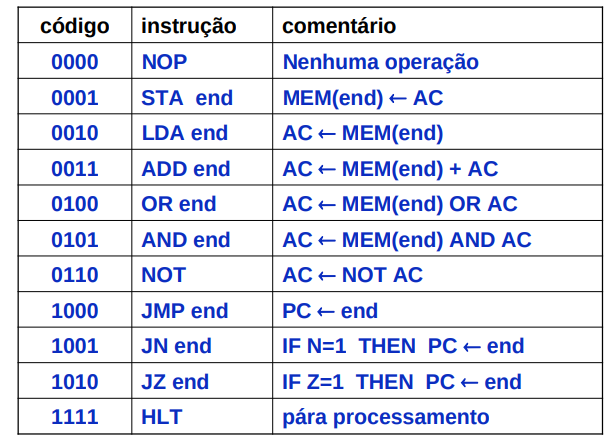 código instrução comentário
0000 NOP Nenhuma operação
0001 STA end MEM(end) ← AC
0010 LDA end AC ← MEM(end)
0011 ADD end AC ← MEM(end) + AC
0100 OR end AC ← MEM(end) OR AC
0101 AND end AC ← MEM(end) AND AC
0110 NOT AC ← NOT AC
1000 JMP end PC ← end
1001 JN end IF N=1 THEN PC ← end
1010 JZ end IF Z=1 THEN PC ← end
1111 HLT pára processamento